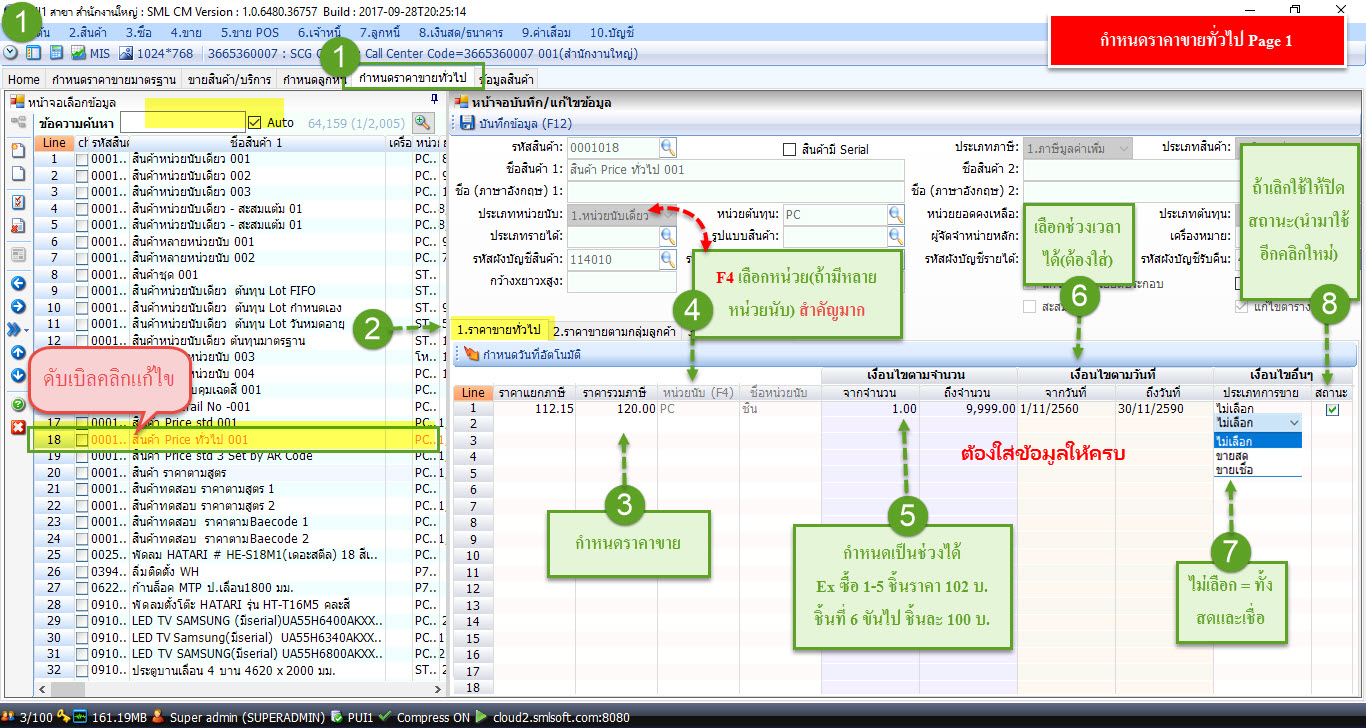 สาขา สำนักงานใหญ่ : SML CM Version : 1.0.6480.36757 Build : 2017-09-28T20:25:14
1
กำหนดราคาขายทั่วไป Page 1
2.สินค้า 3.ซื้อ 4.ขาย 5.ขาย POS 6.เจ้าหนี้ 7.ลูกหนี้ 8.เงินสด/ธนาคาร 9.ค่าเสื่อม 10.บัญชี
MIS 1024*768 3665360007 : SCG Call Center Code=3665360007 001(สำนักงานใหญ่)
1
Home กำหนดราคาขายมาตรฐาน ขายสินค้า/บริการ กำหนดลูกหนี้ กำหนดราคาขายทั่วไป ข้อมูลสินค้า
หน้าจอเลือกข้อมูล
ข้อความค้นหา Auto 64,159 (1/2,005)
Line ch รหัสสินค้ ชื่อสินค้า 1 เครื่อ หน่วย
1 0001.. สินค้าหน่วยนับเดียว 001 PC..
2 0001.. สินค้าหน่วยนับเดียว 002 PC..
3 0001.. สินค้าหน่วยนับเดียว 003 PC..
4 0001.. สินค้าหน่วยนับเดียว - สะสมแต้ม 01 PC..
5 0001.. สินค้าหน่วยนับเดียว - สะสมแต้ม 01 PC..
6 0001.. สินค้าหลายหน่วยนับ 001 PC..
7 0001.. สินค้าหลายหน่วยนับ 002 PC..
8 0001.. สินค้าชุด 001 ST..
9 0001.. สินค้าหน่วยนับเดียว ต้นทุน Lot FIFO ST..
10 0001.. สินค้าหน่วยนับเดียว ต้นทุน Lot กำหนดเอง ST..
11 0001.. สินค้าหน่วยนับเดียว ต้นทุน Lot วันหมดอายุ ST..
12 0001.. สินค้าหน่วยนับเดียว ต้นทุนมาตรฐาน ST..
หน่วยนับ 003 โห..
หน่วยนับ 004 PC..
บคุมเฉดสี 001 PC..
rail No -001 PC..
17 0001.. สินค้า Price std 001 PC..
18 0001.. สินค้า Price ทั่วไป 001 PC..
19 0001.. สินค้า Price std 3 Set by AR Code PC..
20 0001.. สินค้า ราคาตามสูตร PC..
21 0001.. สินค้าทดสอบ ราคาตามสูตร 1 PC..
22 0001.. สินค้าทดสอบ ราคาตามสูตร 2 PC..
23 0001.. สินค้าทดสอบ ราคาตามBaecode 1 PC..
24 0001.. สินค้าทดสอบ ราคาตามBaecode 2 PC..
25 0025.. พัดลม HATARI # HE-S18M1(เดอะสตีล) 18 สี.. PC..
26 0394.. ลิ่มติดตั้ง WH P7..
27 0622.. ก้านล็อค MTP ป.เลื่อน1800 มม. P7..
28 0910.. พัดลมตั้งโต๊ะ HATARI รุ่น HT-T16M5 คละสี PC..
29 0910.. LED TV SAMSUNG (มีserial)UA55H6400AKXX.. PC..
30 0910.. LED TV Samsung(มีserial) UA55H6340AKXX.. PC..
31 0910.. LED TV SAMSUNG(มีserial) UA55H6800AKXX.. PC..
32 0910.. ประตูบานเลื่อน 4 บาน 4620 x 2000 มม. ST..
ดับเบิลคลิกแก้ไข
หน้าจอบันทึก/แก้ไขข้อมูล
บันทึกข้อมูล (F12)
รหัสสินค้า: 0001018 สินค้ามี Serial ประเภทภาษี: 1.ภาษีมูลค่าเพิ่ม ประเภทสินค้า:
ชื่อสินค้า 1: สินค้า Price ทั่วไป 001 ชื่อสินค้า 2:
ชื่อ (ภาษาอังกฤษ) 1: ชื่อ (ภาษาอังกฤษ) 2:
ประเภทหน่วยนับ: 1.หน่วยนับเดียว หน่วยต้นทุน: PC หน่วยยอดคงเหลือ: ประเภทต้นทุน:
ประเภทรายได้: รูปแบบสินค้า: ผู้จัดจำหน่ายหลัก: เครื่องหมาย:
รหัสผังบัญชีสินค้า: 114010 รหัสผังบัญชีรายได้: รหัสผังบัญชีรับคืน:
กว้างxยาวxสูง:
แก้ไขตาราง
F4 เลือกหน่วย(ถ้ามีหลาย
หน่วยนับ) สำคัญมาก
4
เลือกช่วงเวลา
ได้(ต้องใส่)
6
ถ้าเลิกใช้ให้ปิด
สถานะ(นำมาใช้
อีกคลิกใหม่)
8
2
1.ราคาขายทั่วไป 2.ราคาขายตามกลุ่มลูกค้า
กำหนดวันที่อัตโนมัติ
เงื่อนไขตามจำนวน เงื่อนไขตามวันที่ เงื่อนไขอื่นๆ
Line ราคาแยกภาษี ราคารวมภาษี หน่วยนับ (F4) ชื่อหน่วยนับ จากจำนวน ถึงจำนวน จากวันที่ ถึงวันที่ ประเภทการขาย สถานะ
1 112.15 120.00 PC ชิ้น 1.00 9,999.00 1/11/2560 30/11/2590 ไม่เลือก
2 ไม่เลือก
3 ไม่เลือก
4 ขายสด
5 ขายเชื่อ
6
7
8
9
10
11
12
13
14
15
16
17
18
ต้องใส่ข้อมูลให้ครบ
3
กำหนดราคาขาย
5
กำหนดเป็นช่วงได้
Ex ซื้อ 1-5 ชิ้นราคา 102 บ.
ชิ้นที่ 6 ขันไป ชิ้นละ 100 บ.
7
ไม่เลือก = ทั้ง
สดและเชื่อ
3/100 161.19MB Super admin (SUPERADMIN) PUI1 Compress ON cloud2.smlsoft.com:8080